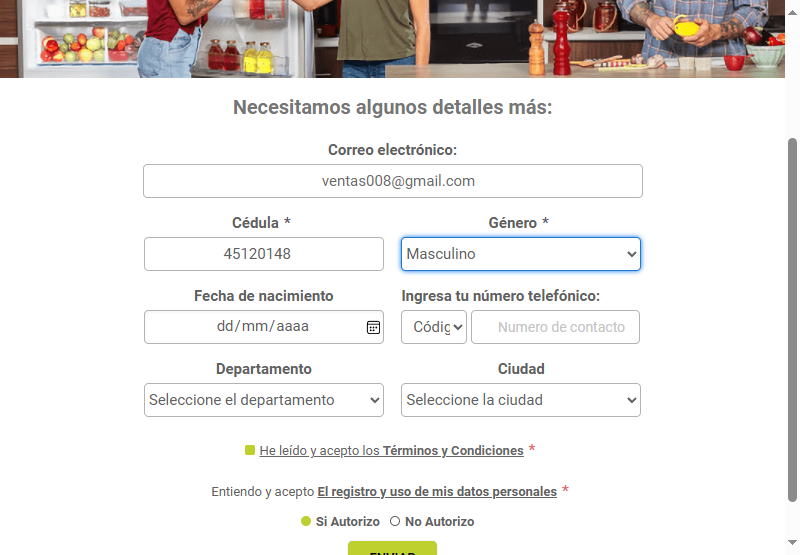 Necesitamos algunos detalles más:
Correo electrónico:
ventas008@gmail.com
Cédula * Género *
45120148 Masculino
Fecha de nacimiento Ingresa tu número telefónico:
dd/mm/aaaa Códig Numero de contacto
Departamento Ciudad
Seleccione el departamento Seleccione la ciudad
He leído y acepto los Términos y Condiciones *
Entiendo y acepto El registro y uso de mis datos personales *
Si Autorizo No Autorizo
ENVIAR